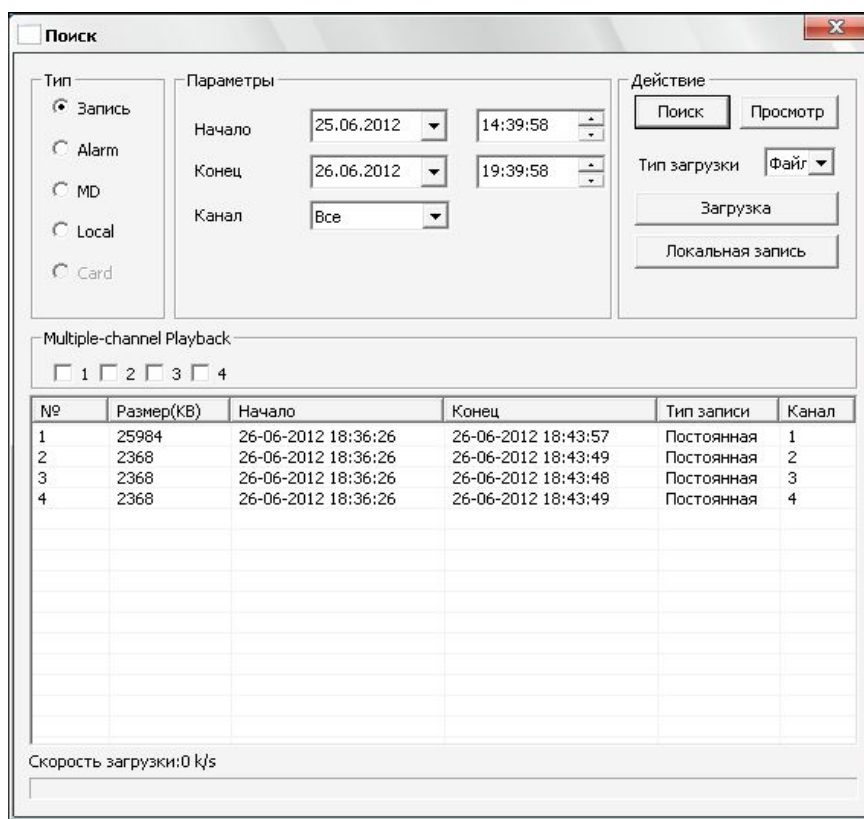 Поиск
Тип
Запись
Alarm
MD
Local
Card
Параметры
Начало 25.06.2012 14:39:58
Конец 26.06.2012 19:39:58
Канал Все
Действие
Поиск Просмотр
Тип загрузки Файл
Загрузка
Локальная запись
Multiple-channel Playback
1 2 3 4
№ Размер(KB) Начало Конец Тип записи Канал
1 25984 26-06-2012 18:36:26 26-06-2012 18:43:57 Постоянная 1
2 2368 26-06-2012 18:36:26 26-06-2012 18:43:49 Постоянная 2
3 2368 26-06-2012 18:36:26 26-06-2012 18:43:48 Постоянная 3
4 2368 26-06-2012 18:36:26 26-06-2012 18:43:49 Постоянная 4
Скорость загрузки:0 k/s